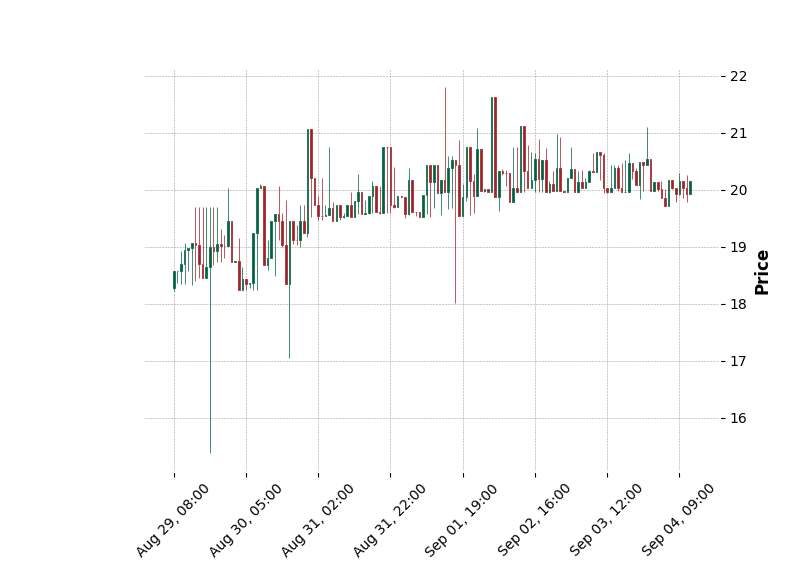 22
21
20
19
18
17
16
Price
Aug 29, 08:00
Aug 30, 05:00
Aug 31, 02:00
Aug 31, 22:00
Sep 01, 19:00
Sep 02, 16:00
Sep 03, 12:00
Sep 04, 09:00